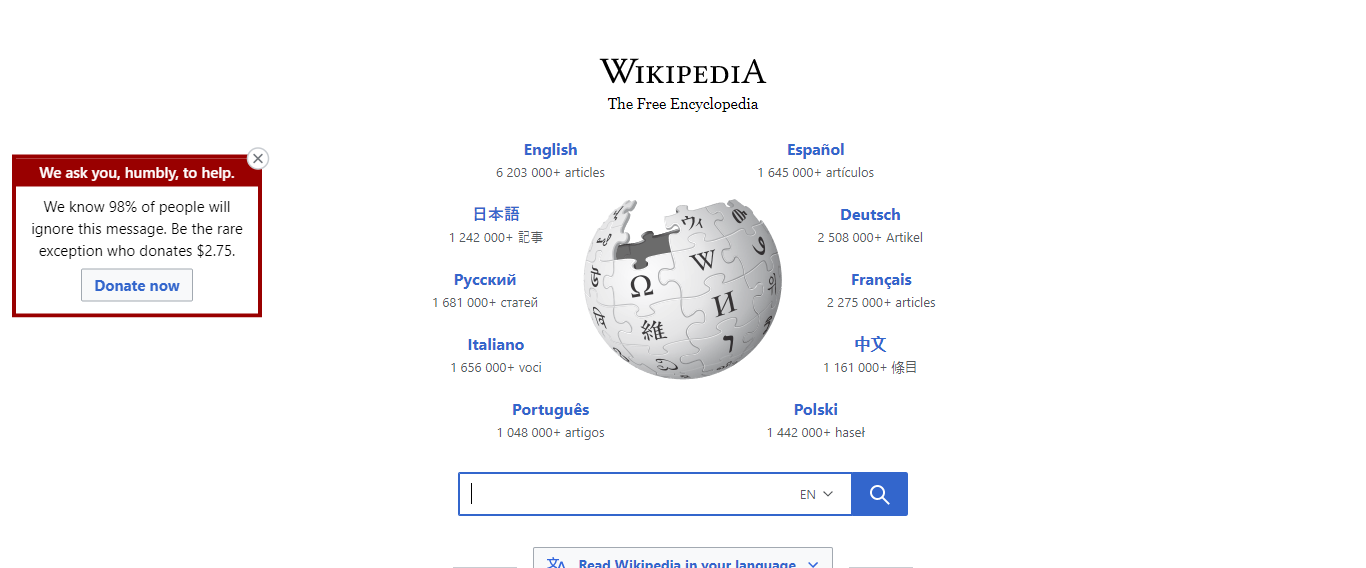 WIKIPEDIA
The Free Encyclopedia
We ask you, humbly, to help.
We know 98% of people will
ignore this message. Be the rare
exception who donates $2.75.
Donate now
English
6 203 000+ articles
Español
1 645 000+ artículos
日本語
1 242 000+ 記事
Deutsch
2 508 000+ Artikel
Русский
1 681 000+ статей
Français
2 275 000+ articles
Italiano
1 656 000+ voci
中文
1 161 000+ 條目
Português
1 048 000+ artigos
Polski
1 442 000+ haseł
Ω
W
И
維
ウィ
7
EN
Read Wikipedia in your language